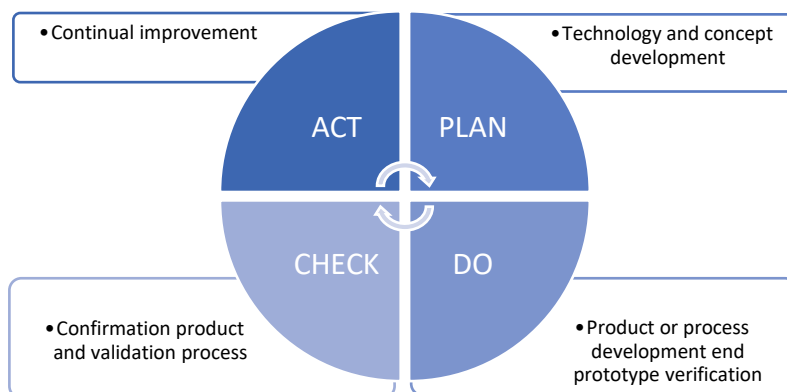 •Continual improvement
•Technology and concept
development
ACT
PLAN
CHECK
DO
•Confirmation product
and validation process
•Product or process
development end
prototype verification